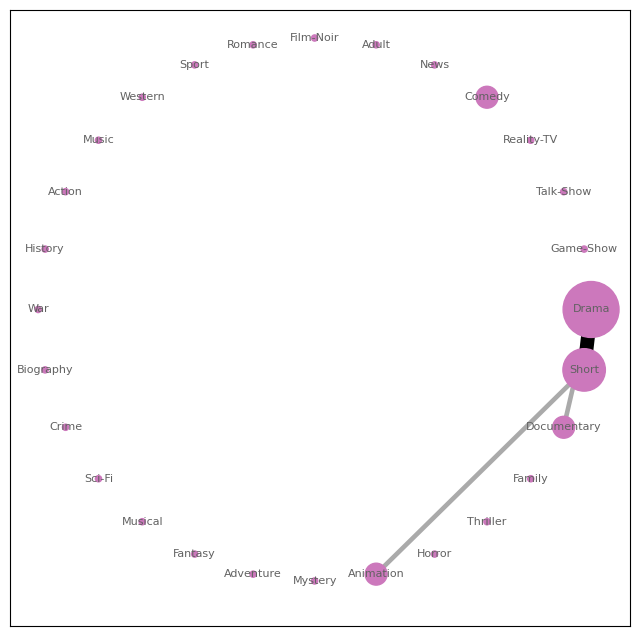 Film-Noir
Romance
Adult
Sport
News
Western
Comedy
Music
Reality-TV
Action
Talk-Show
History
Game-Show
War
Drama
Biography
Short
Crime
Documentary
Sci-Fi
Family
Musical
Thriller
Fantasy
Horror
Adventure
Animation
Mystery